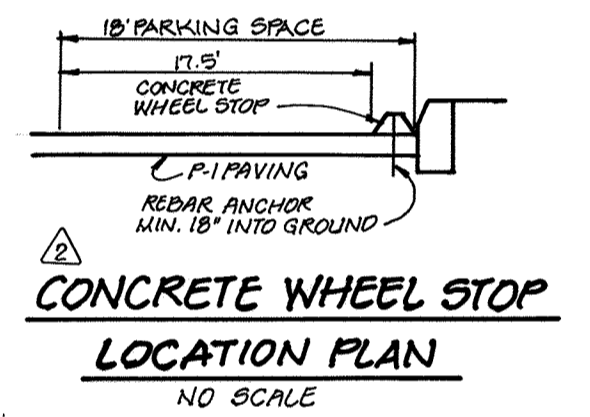 18' PARKING SPACE
17.5'
CONCRETE
WHEEL STOP
P-1 PAVING
REBAR ANCHOR
MIN. 18" INTO GROUND
2
CONCRETE WHEEL STOP
LOCATION PLAN
NO SCALE